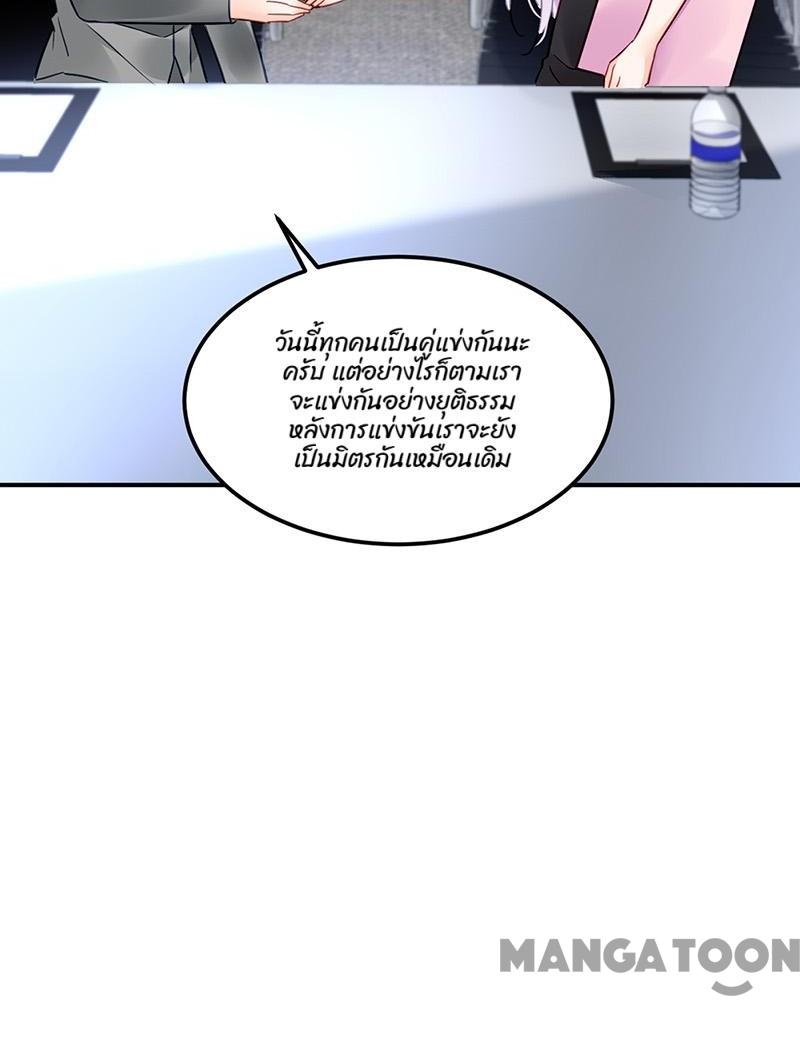 วันนี้ทุกคนเป็นคู่แข่งกันนะ
ครับ แต่อย่างไรก็ตามเรา
จะแข่งกันอย่างยุติธรรม
หลังการแข่งขันเราจะยัง
เป็นมิตรกันเหมือนเดิม
MANGATOON